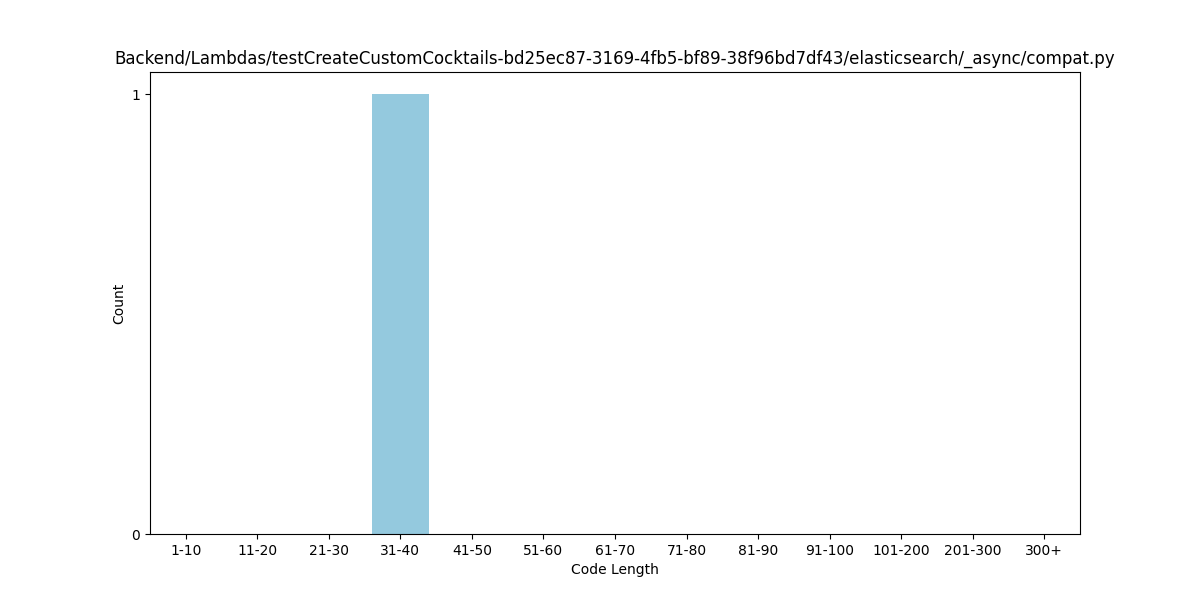 Backend/Lambdas/testCreateCustomCocktails-bd25ec87-3169-4fb5-bf89-38f96bd7df43/elasticsearch/_async/compat.py
1
Count
0
1-10 11-20 21-30 31-40 41-50 51-60 61-70 71-80 81-90 91-100 101-200 201-300 300+
Code Length